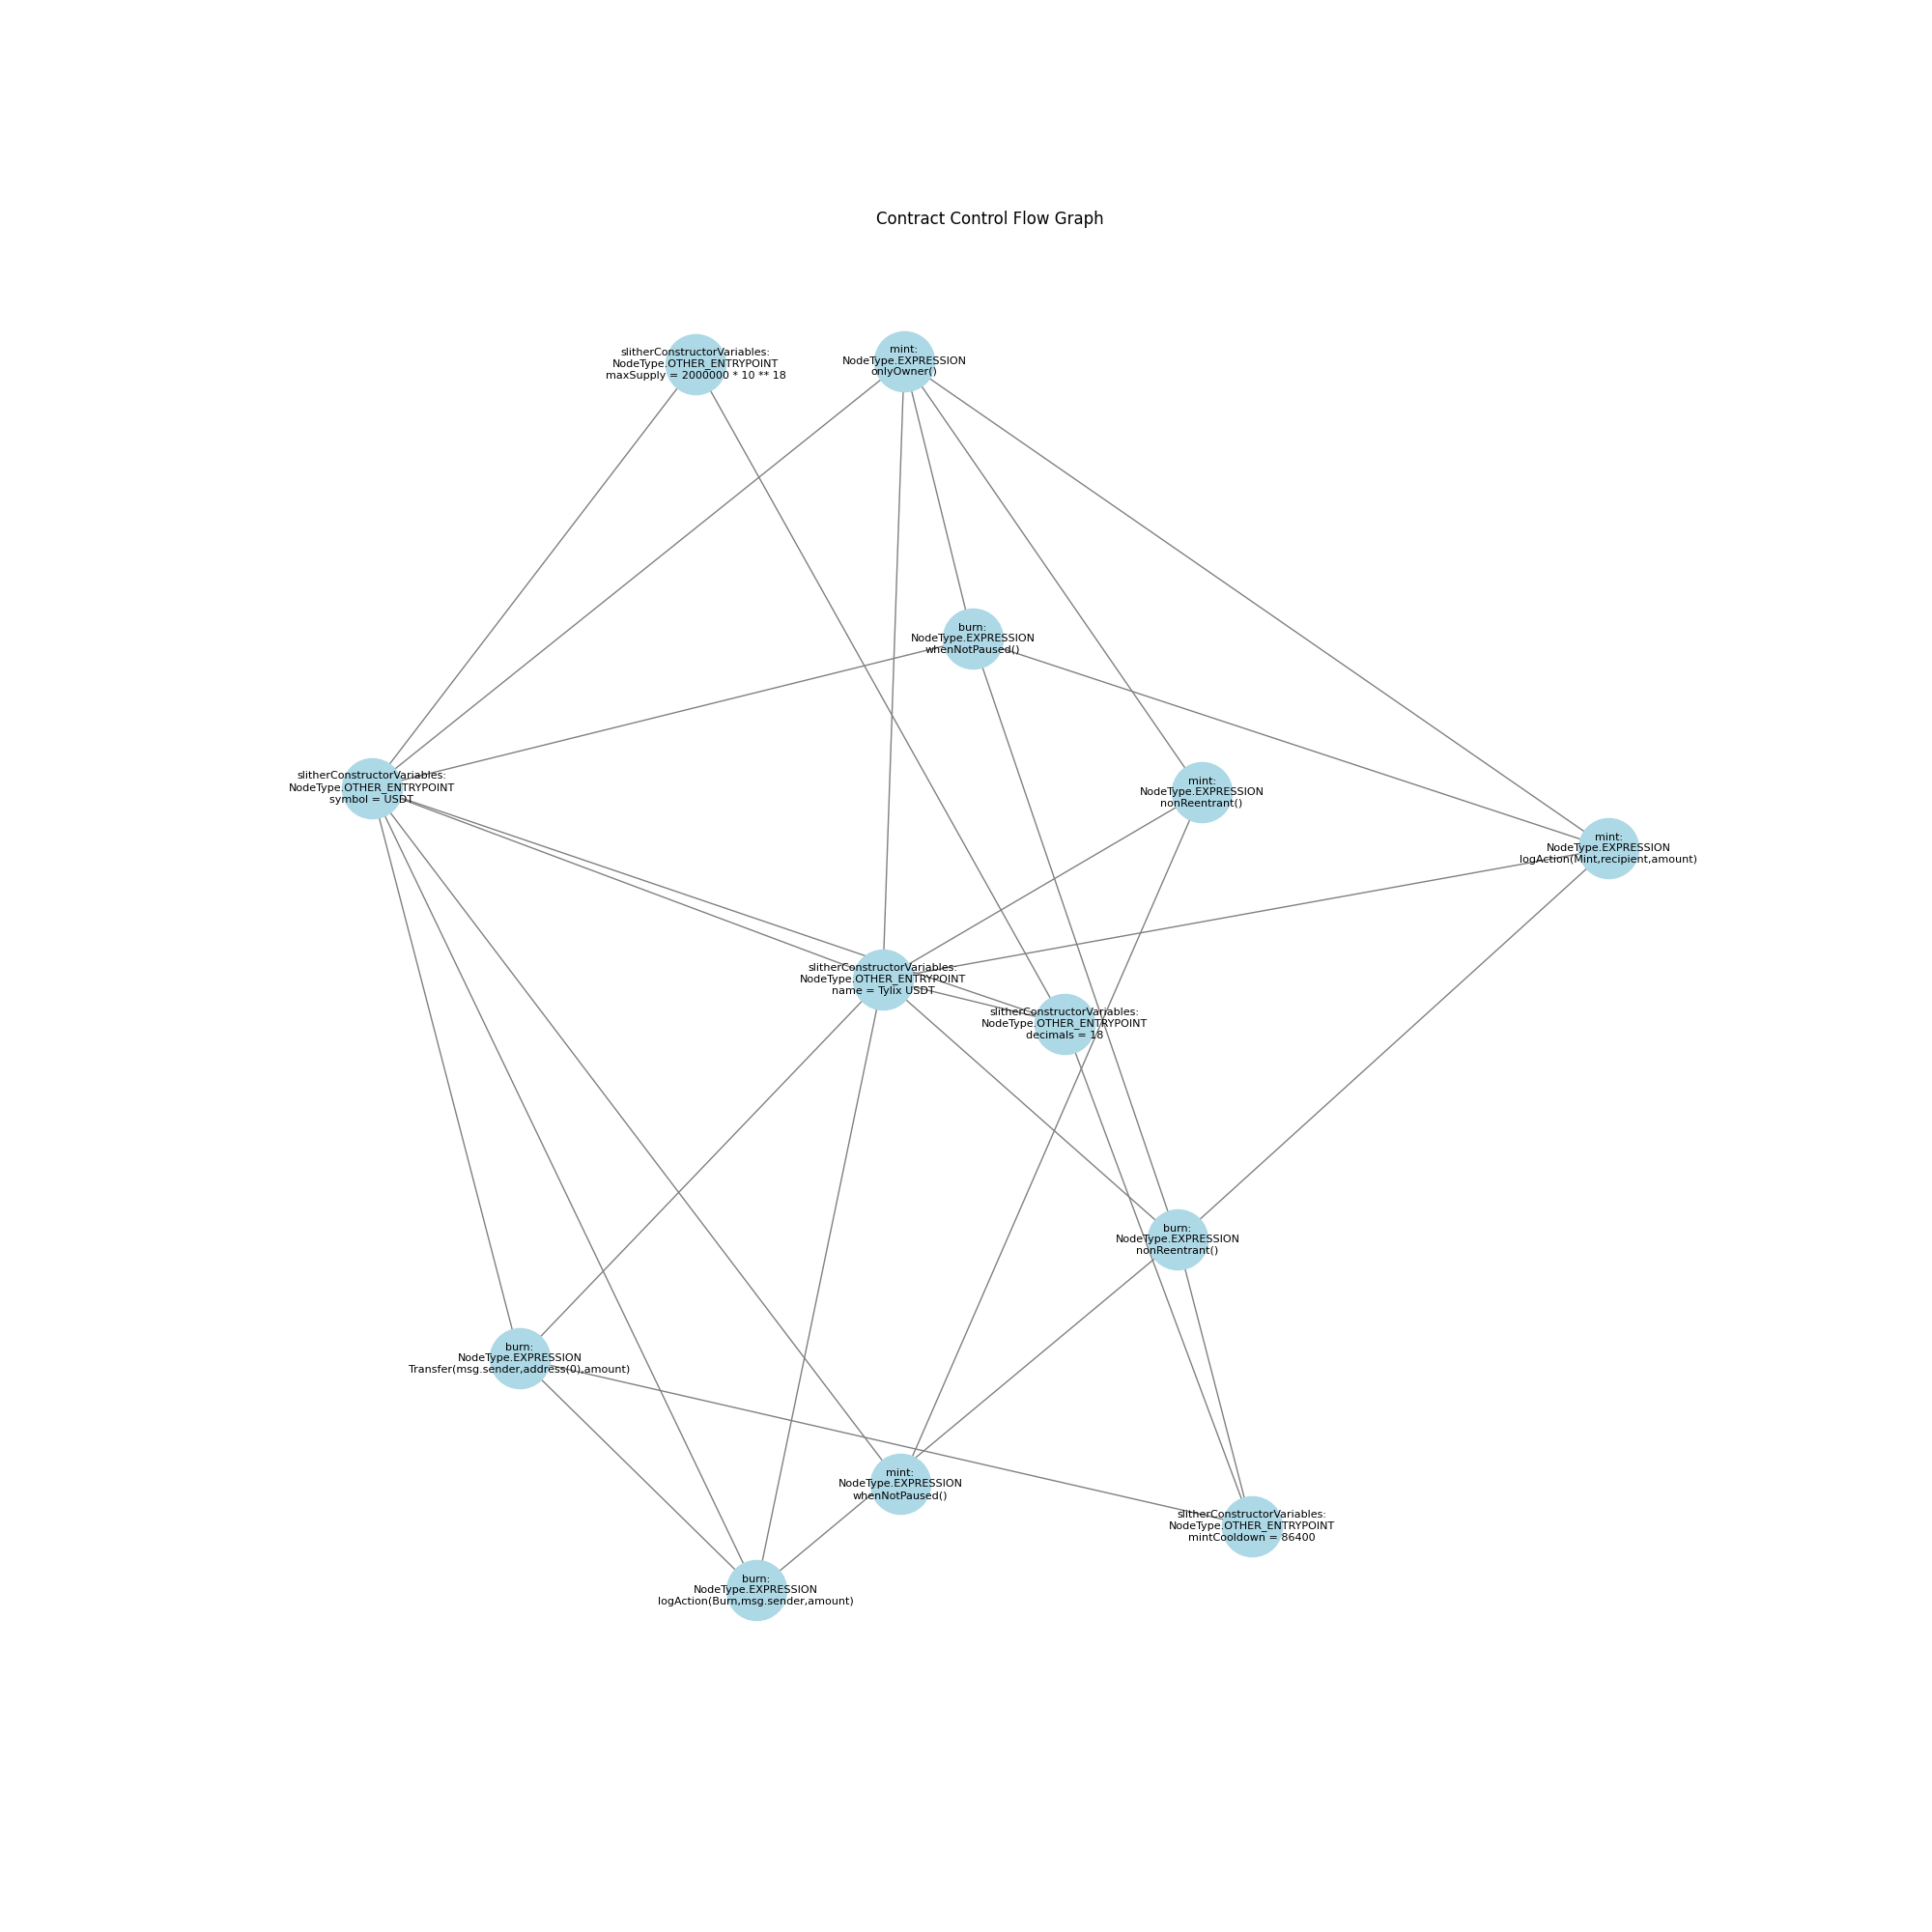 Contract Control Flow Graph
slitherConstructorVariables:
NodeType.OTHER_ENTRYPOINT
maxSupply = 2000000 * 10 ** 18
mint:
NodeType.EXPRESSION
onlyOwner()
burn:
NodeType.EXPRESSION
whenNotPaused()
slitherConstructorVariables:
NodeType.OTHER_ENTRYPOINT
symbol = USDT
mint:
NodeType.EXPRESSION
nonReentrant()
mint:
NodeType.EXPRESSION
logAction(Mint,recipient,amount)
slitherConstructorVariables:
NodeType.OTHER_ENTRYPOINT
name = Tylix USDT
slitherConstructorVariables:
NodeType.OTHER_ENTRYPOINT
decimals = 18
burn:
NodeType.EXPRESSION
nonReentrant()
burn:
NodeType.EXPRESSION
Transfer(msg.sender,address(0),amount)
mint:
NodeType.EXPRESSION
whenNotPaused()
slitherConstructorVariables:
NodeType.OTHER_ENTRYPOINT
mintCooldown = 86400
burn:
NodeType.EXPRESSION
logAction(Burn,msg.sender,amount)